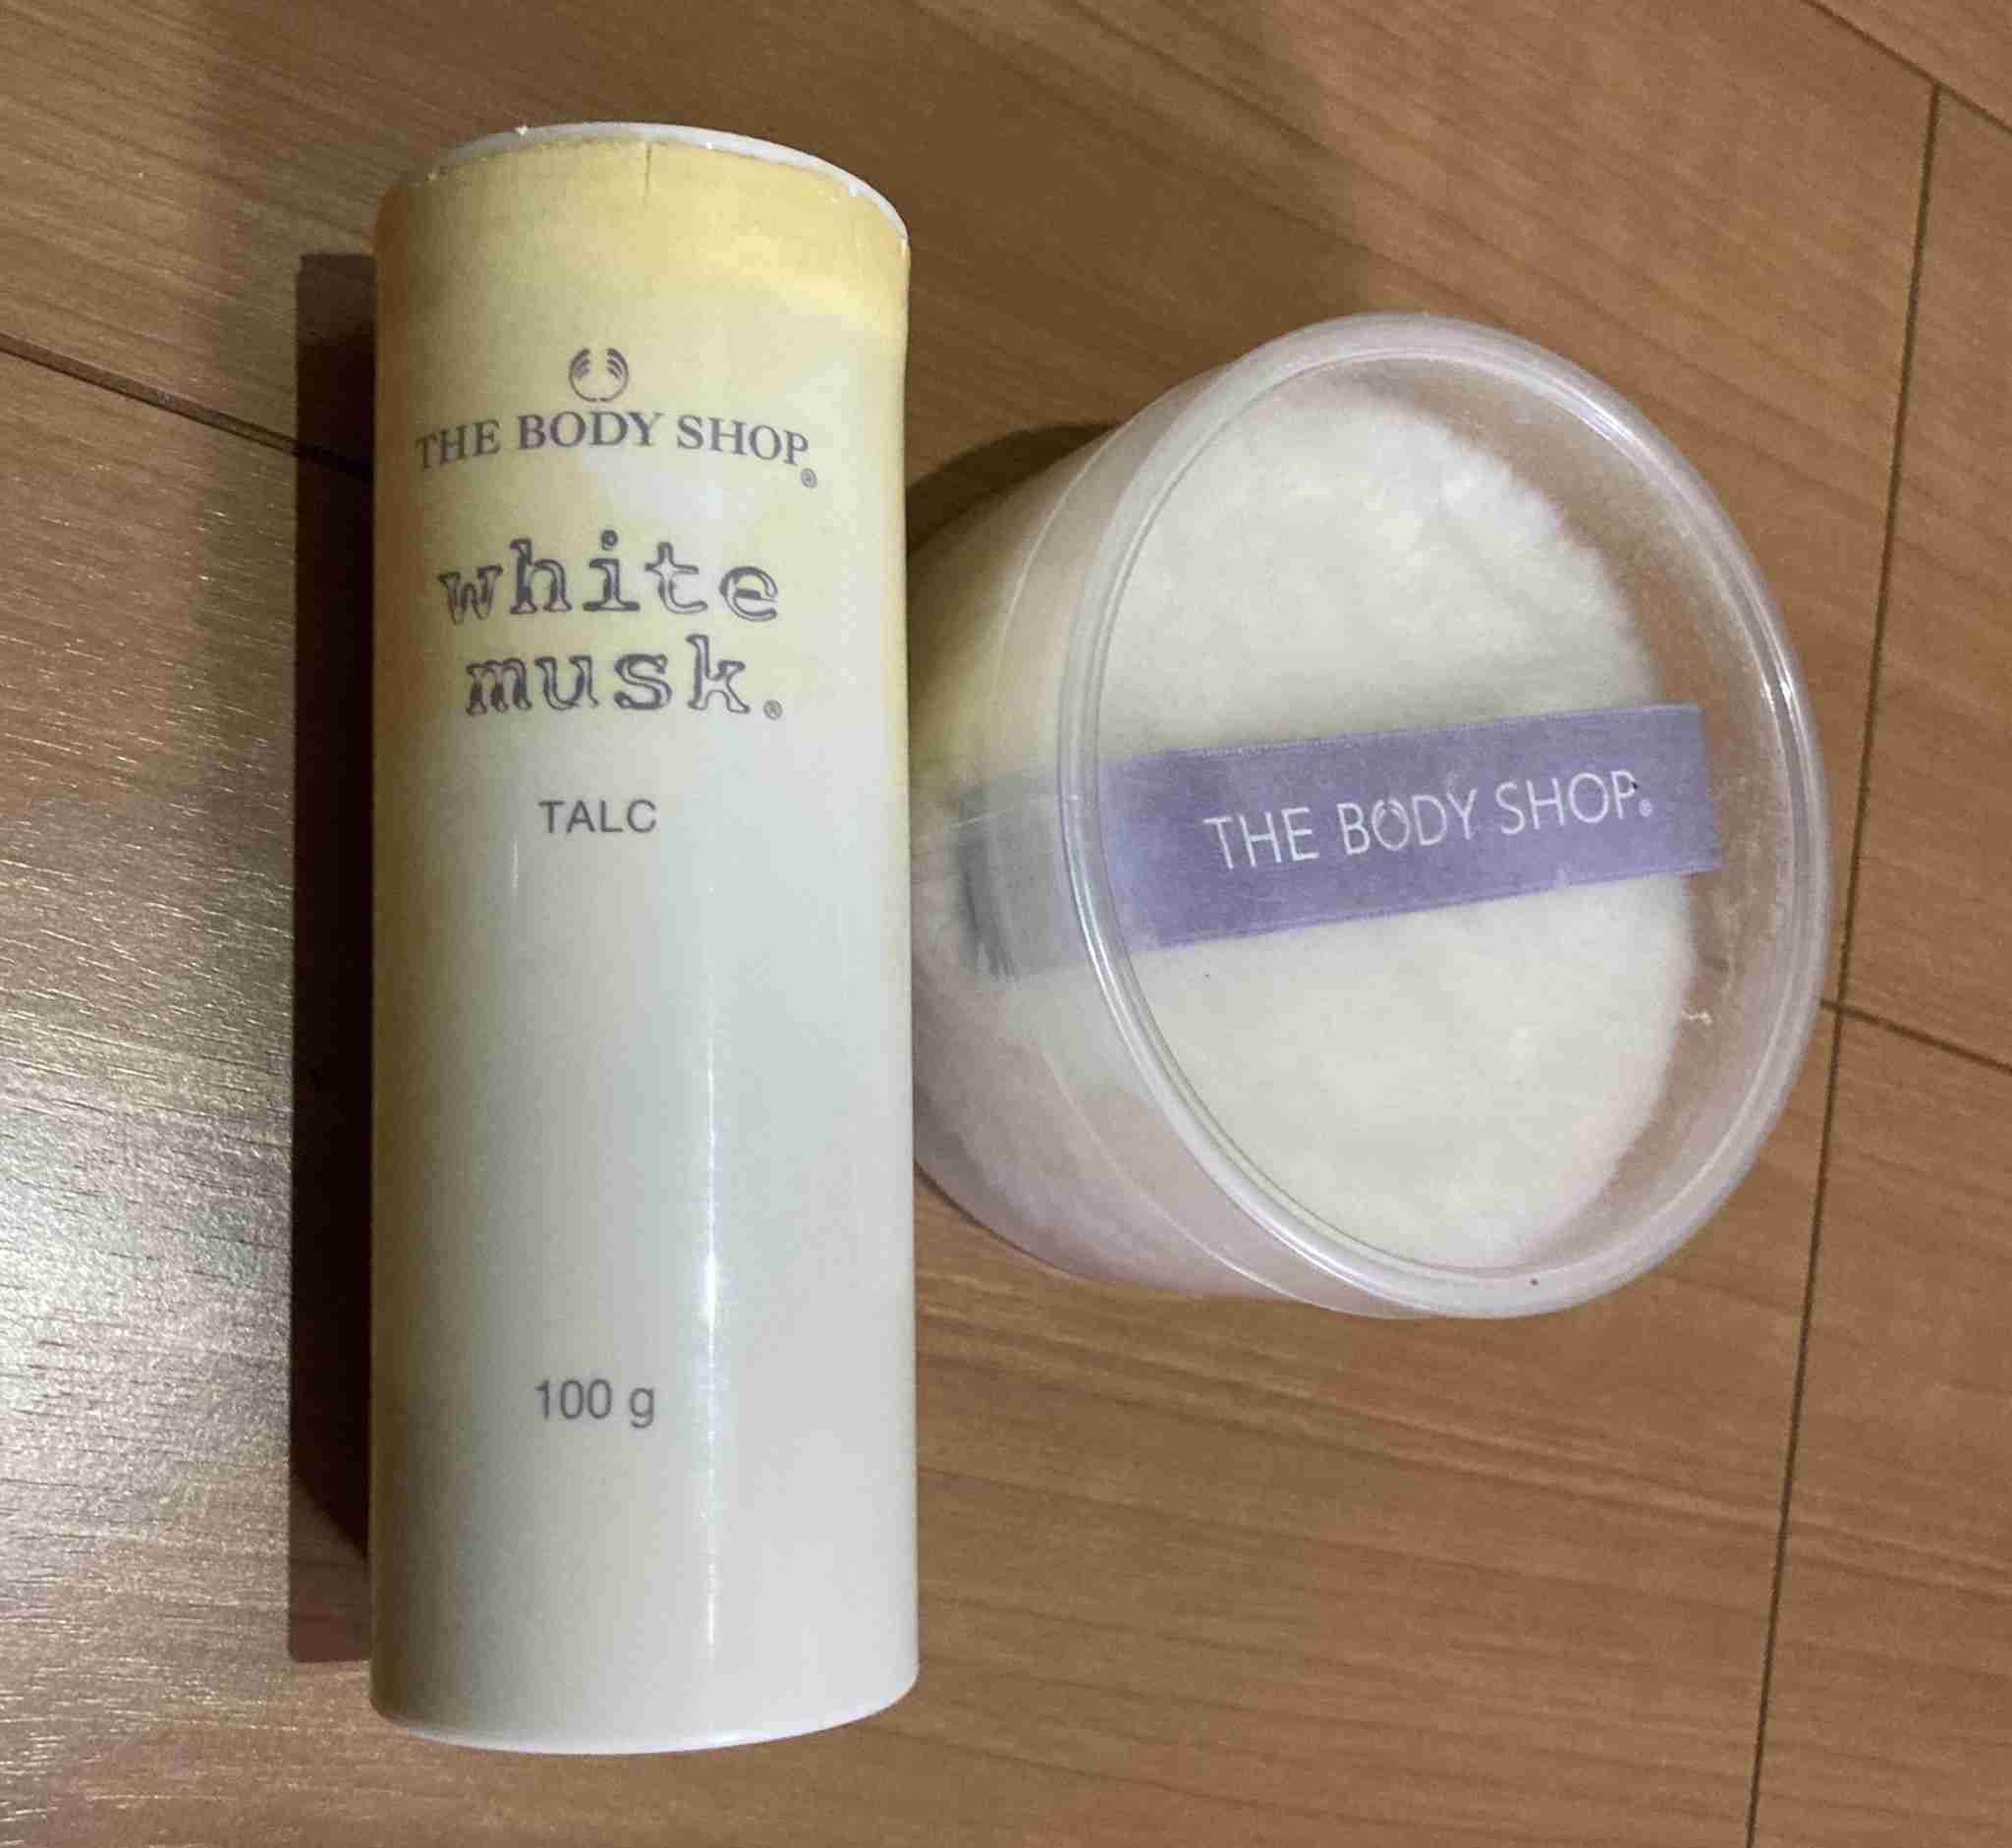 THE BODY SHOP®
white
musk.®
TALC
100 g
THE BODY SHOP®